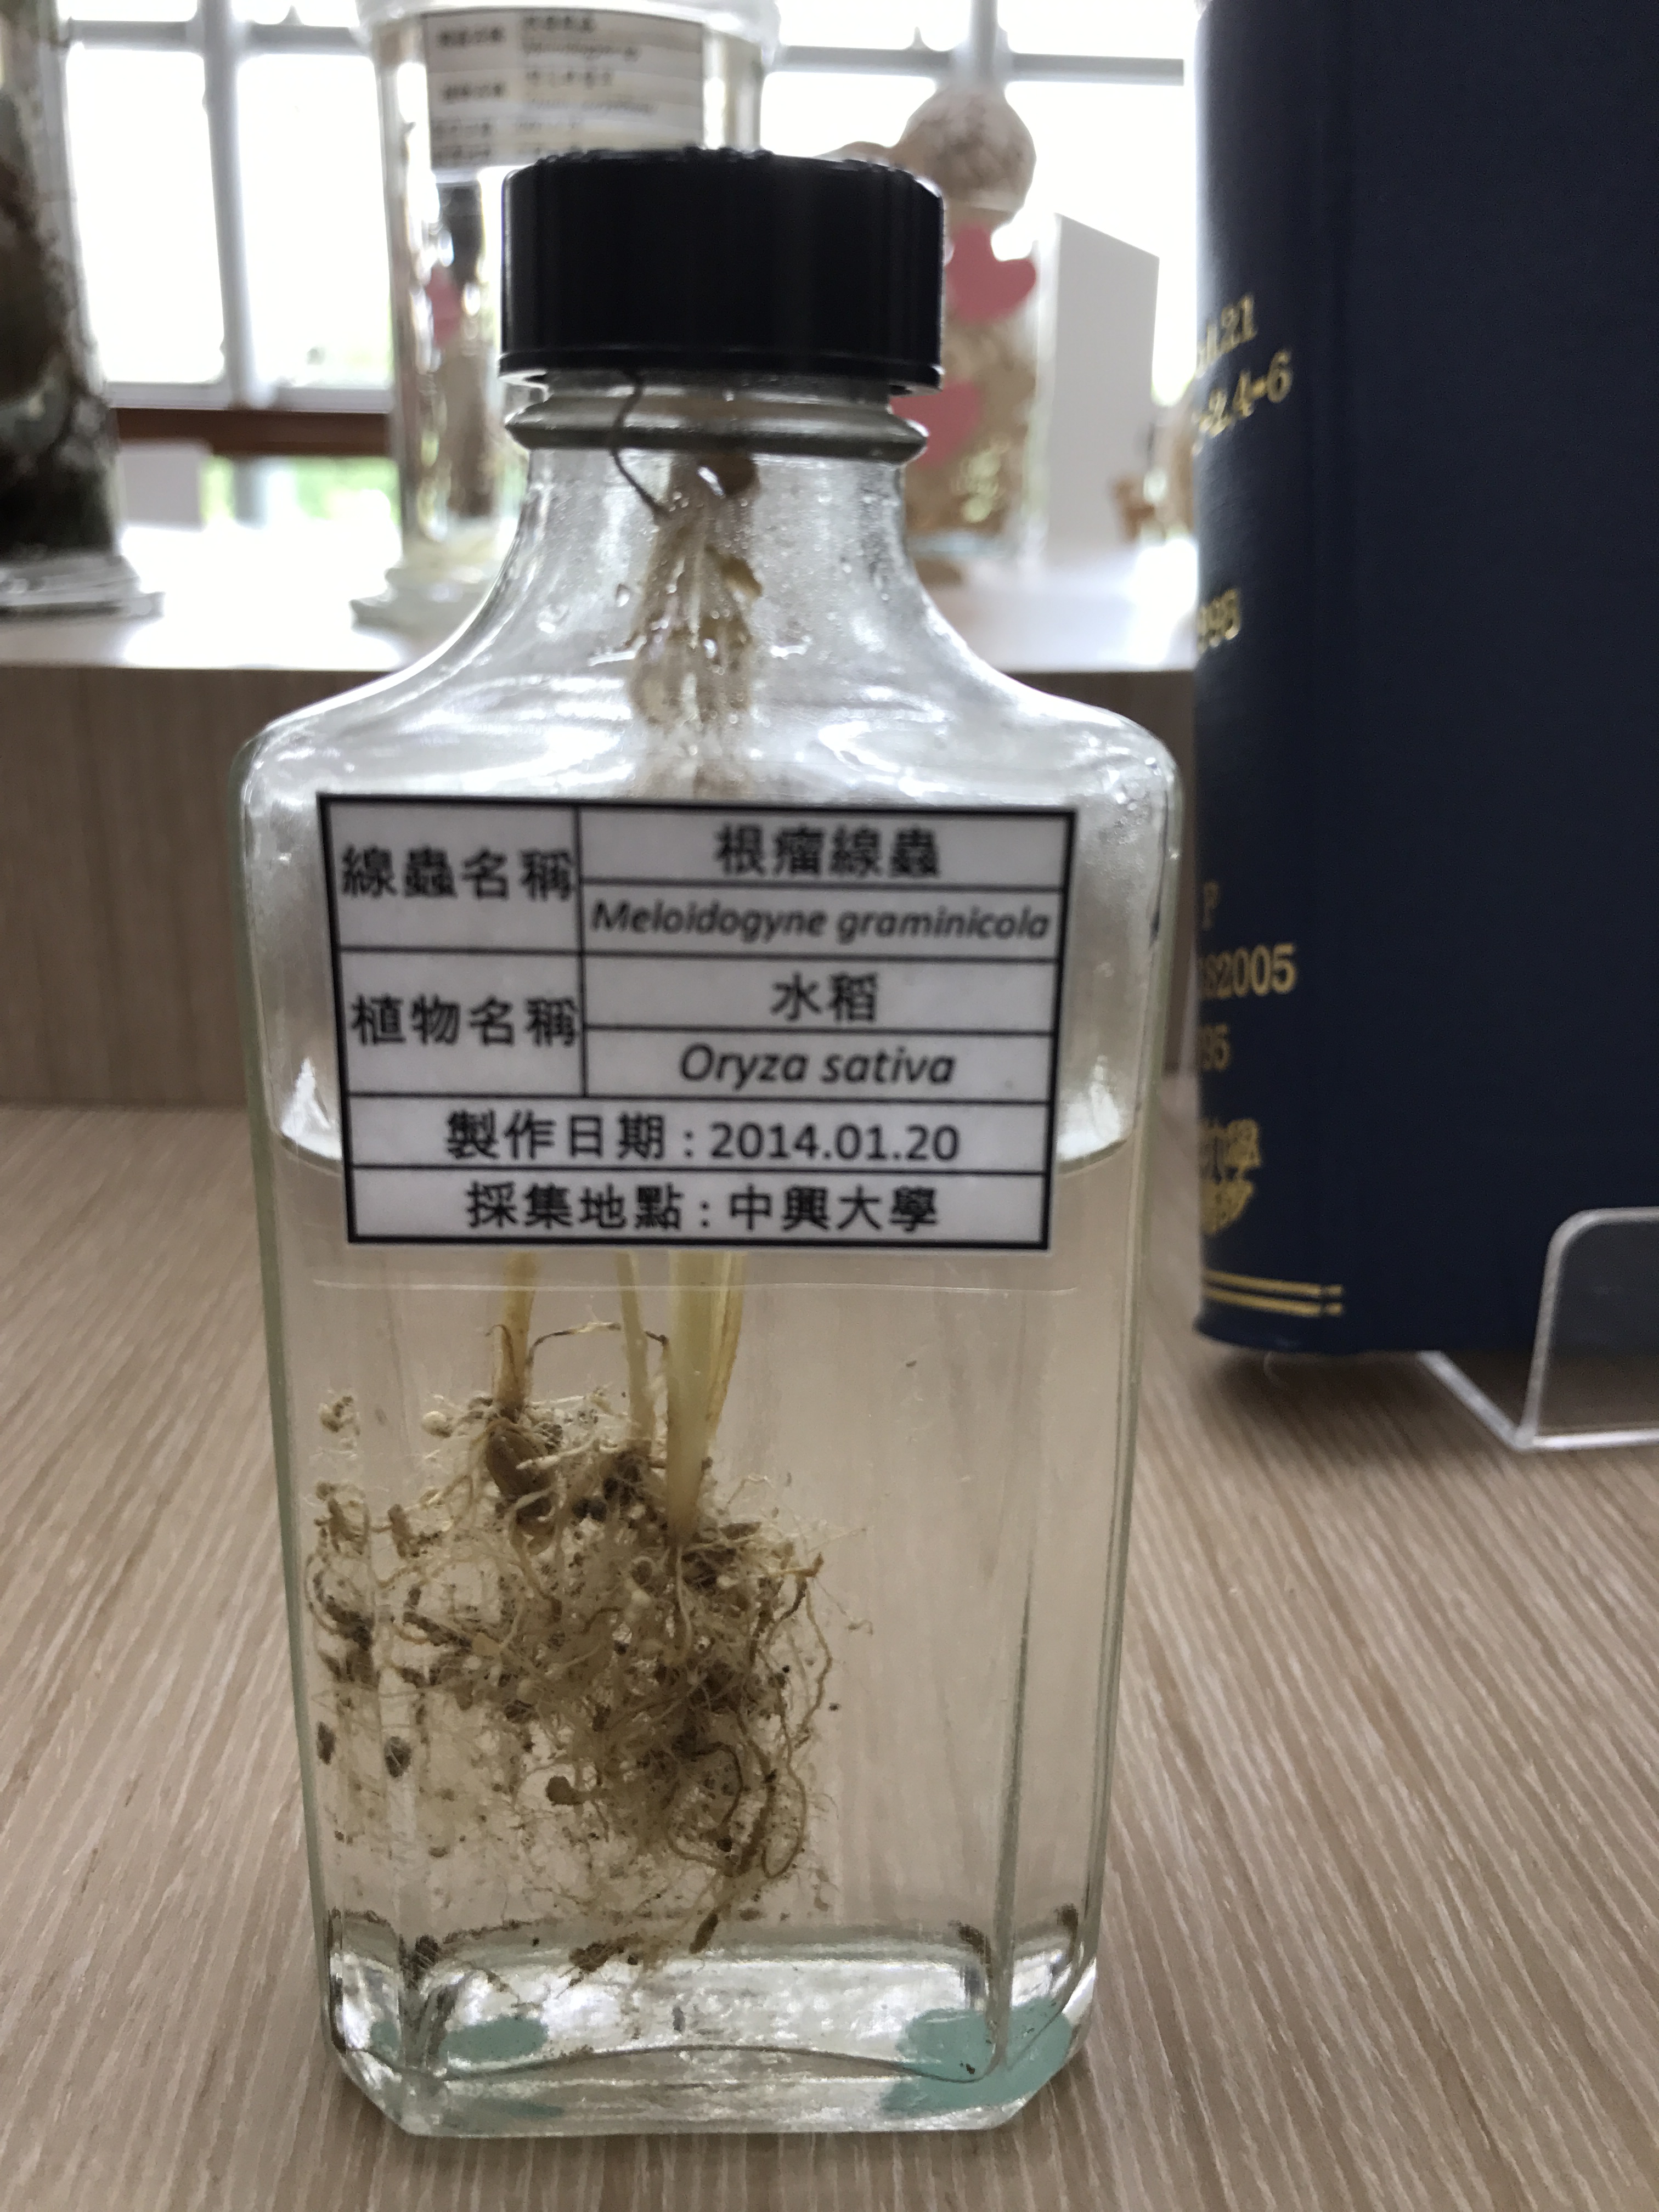 線蟲名稱
根瘤線蟲
Meloidogyne graminicola
植物名稱
水稻
Oryza sativa
製作日期 : 2014.01.20
採集地點 : 中興大學